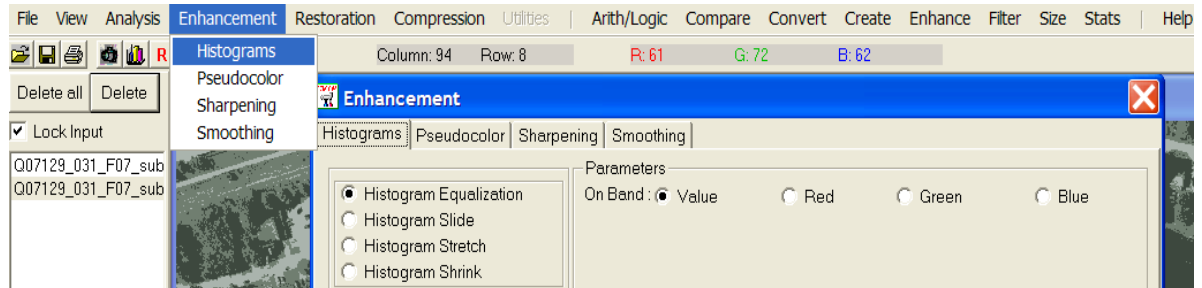 File View Analysis Enhancement Restoration Compression Utilities | Arith/Logic Compare Convert Create Enhance Filter Size Stats | Help
R Histograms Column: 94 Row: 8 R: 61 G: 72 B: 62
Pseudocolor
Delete all Delete Sharpening Enhancement
Lock Input Smoothing Histograms Pseudocolor Sharpening Smoothing
Q07129_031_F07_sub Parameters
Q07129_031_F07_sub Histogram Equalization On Band : Value Red Green Blue
Histogram Slide
Histogram Stretch
Histogram Shrink